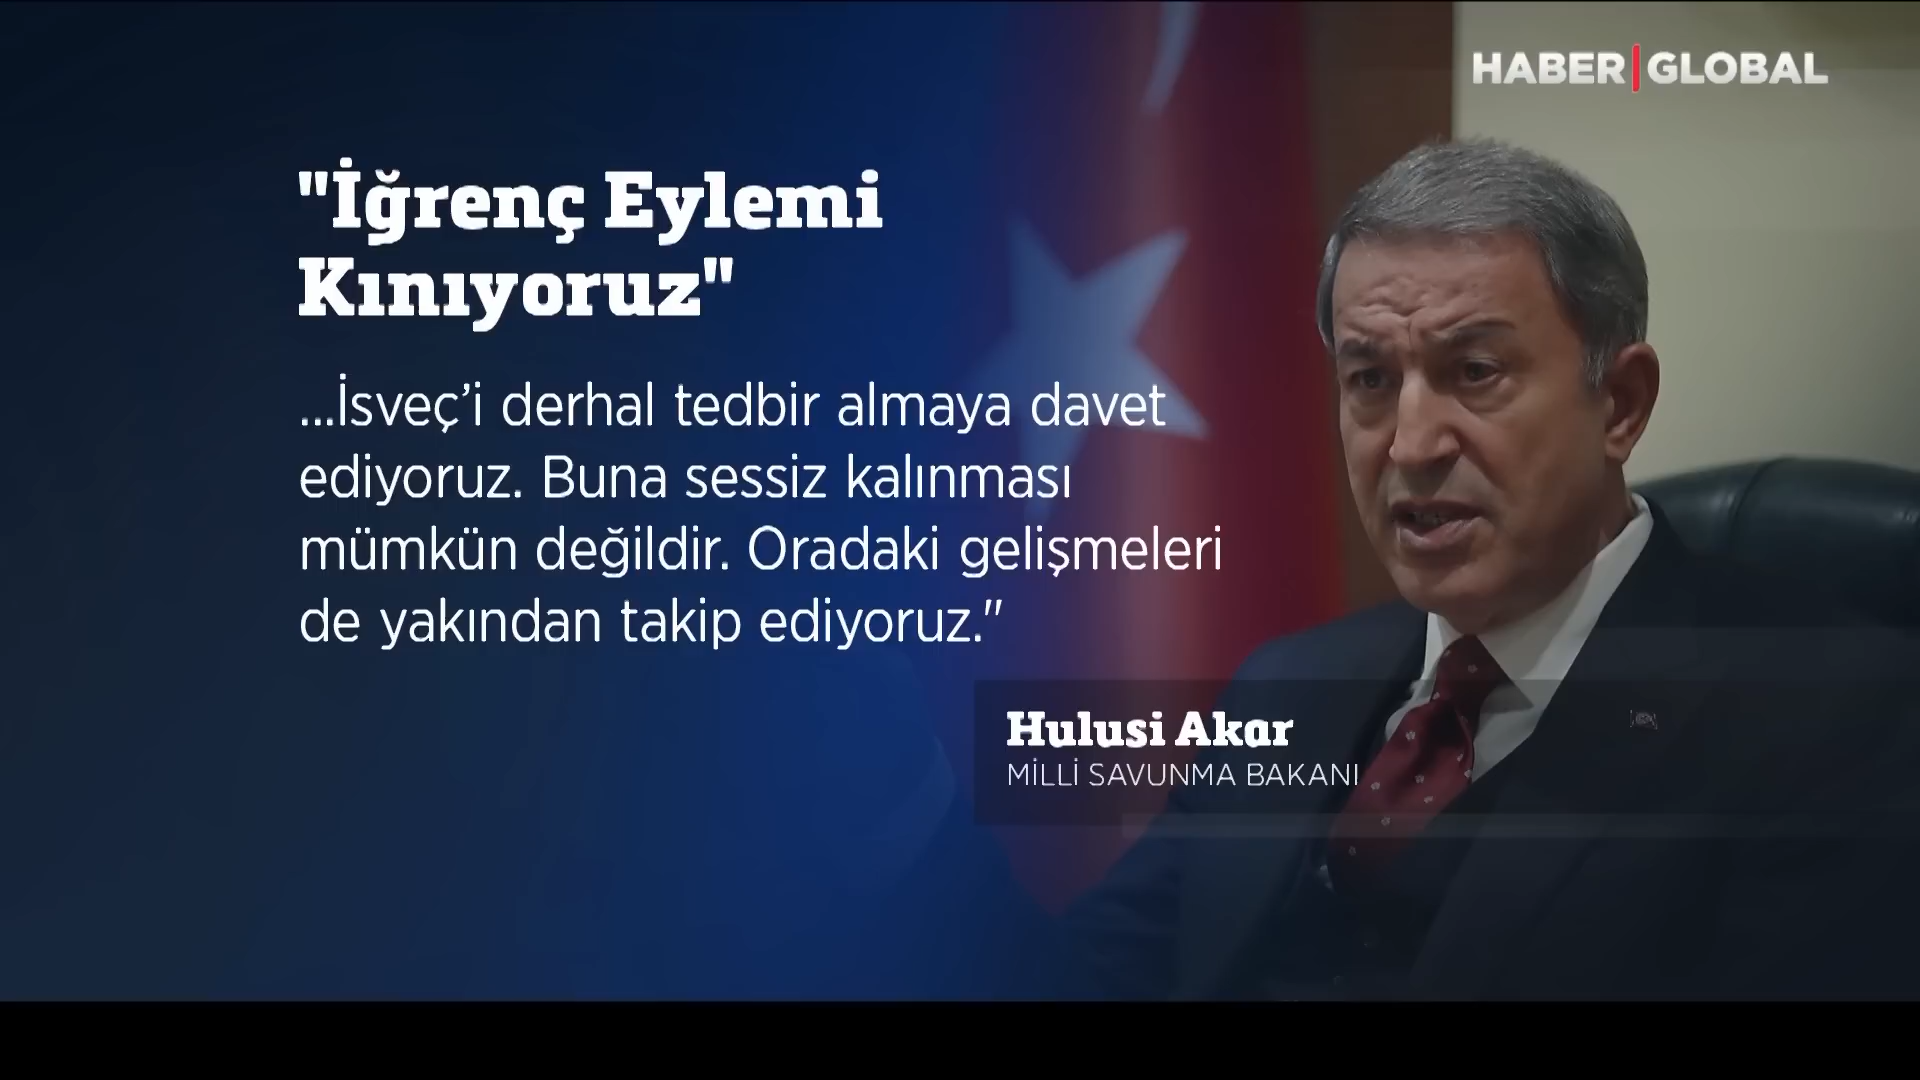 HABER|GLOBAL
"İğrenç Eylemi
Kınıyoruz"
...İsveç’i derhal tedbir almaya davet
ediyoruz. Buna sessiz kalınması
mümkün değildir. Oradaki gelişmeleri
de yakından takip ediyoruz."
Hulusi Akar
MİLLİ SAVUNMA BAKANI